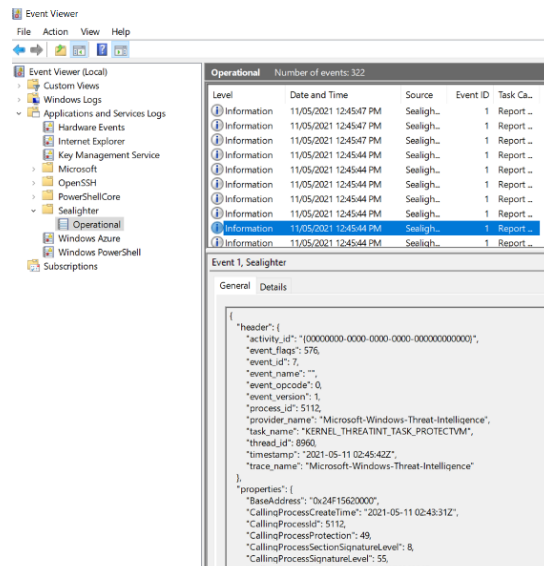 Event Viewer
File Action View Help
Event Viewer (Local)
Custom Views
Windows Logs
Applications and Services Logs
Hardware Events
Internet Explorer
Key Management Service
Microsoft
OpenSSH
PowerShellCore
Sealighter
Operational
Windows Azure
Windows PowerShell
Subscriptions
Operational Number of events: 322
Level Date and Time Source Event ID Task Ca...
Information 11/05/2021 12:45:47 PM Sealigh... 1 Report ...
Information 11/05/2021 12:45:47 PM Sealigh... 1 Report ...
Information 11/05/2021 12:45:47 PM Sealigh... 1 Report ...
Information 11/05/2021 12:45:44 PM Sealigh... 1 Report ...
Information 11/05/2021 12:45:44 PM Sealigh... 1 Report ...
Information 11/05/2021 12:45:44 PM Sealigh... 1 Report ...
Information 11/05/2021 12:45:44 PM Sealigh... 1 Report ...
Information 11/05/2021 12:45:44 PM Sealigh... 1 Report ...
Information 11/05/2021 12:45:44 PM Sealigh... 1 Report ...
Information 11/05/2021 12:45:44 PM Sealigh... 1 Report ...
Event 1, Sealighter
General Details
{
"header": {
"activity_id": "{00000000-0000-0000-0000-000000000000}",
"event_flags": 576,
"event_id": 7,
"event_name": "",
"event_opcode": 0,
"event_version": 1,
"process_id": 5112,
"provider_name": "Microsoft-Windows-Threat-Intelligence",
"task_name": "KERNEL_THREATINT_TASK_PROTECTVM",
"thread_id": 8960,
"timestamp": "2021-05-11 02:45:42Z",
"trace_name": "Microsoft-Windows-Threat-Intelligence"
},
"properties": {
"BaseAddress": "0x24F15620000",
"CallingProcessCreateTime": "2021-05-11 02:43:31Z",
"CallingProcessId": 5112,
"CallingProcessProtection": 49,
"CallingProcessSectionSignatureLevel": 8,
"CallingProcessSignatureLevel": 55,